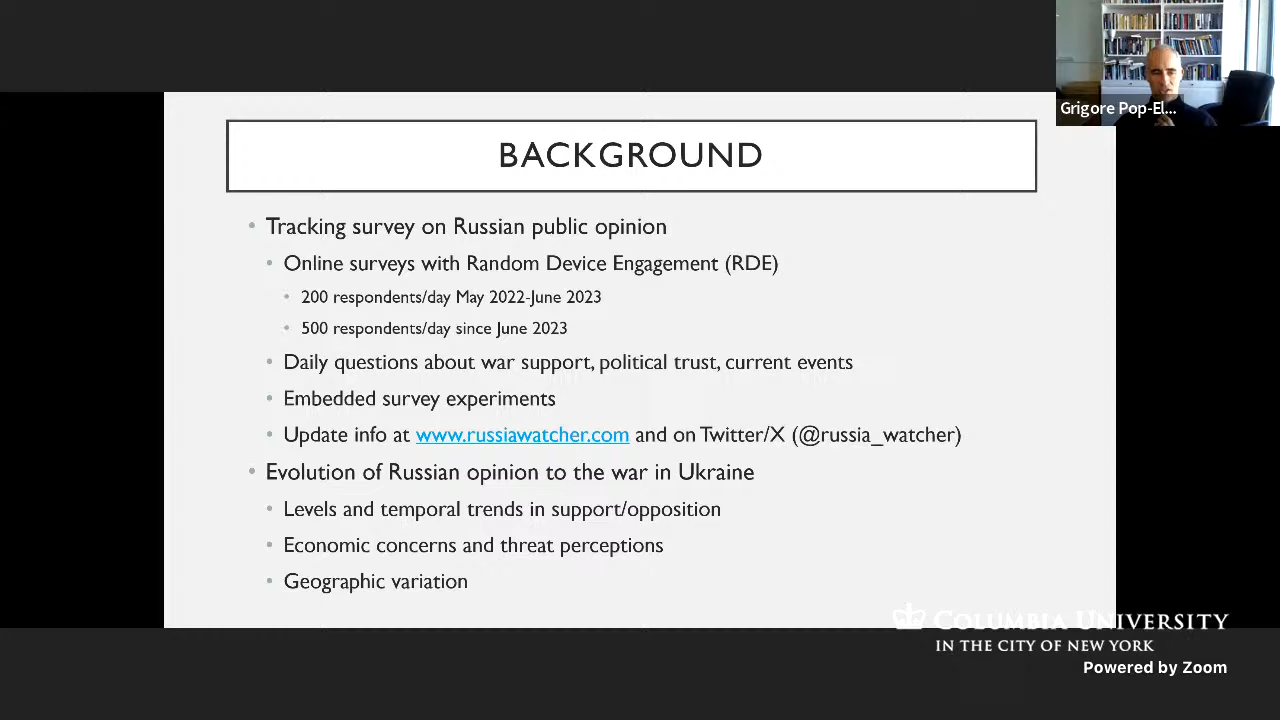 Grigore Pop-El...
BACKGROUND
• Tracking survey on Russian public opinion
• Online surveys with Random Device Engagement (RDE)
• 200 respondents/day May 2022-June 2023
• 500 respondents/day since June 2023
• Daily questions about war support, political trust, current events
• Embedded survey experiments
• Update info at www.russiawatcher.com and on Twitter/X (@russia_watcher)
• Evolution of Russian opinion to the war in Ukraine
• Levels and temporal trends in support/opposition
• Economic concerns and threat perceptions
• Geographic variation
COLUMBIA UNIVERSITY
IN THE CITY OF NEW YORK
Powered by Zoom